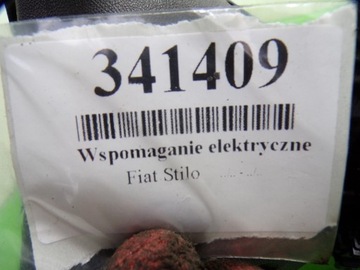 341409
Wspomaganie elektryczne
Fiat Stilo